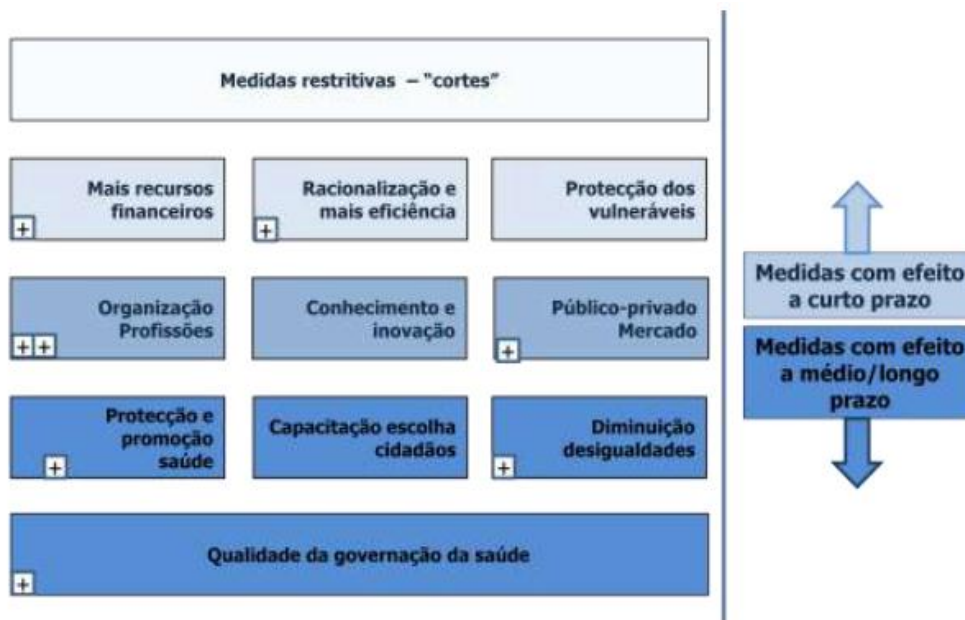 Medidas restritivas – “cortes”
Mais recursos
financeiros
+
Racionalização e
mais eficiência
+
Protecção dos
vulneráveis
Organização
Profissões
++
Conhecimento e
inovação
Público-privado
Mercado
+
Protecção e
promoção
saúde
+
Capacitação escolha
cidadãos
Diminuição
desigualdades
+
Qualidade da governação da saúde
+
Medidas com efeito
a curto prazo
Medidas com efeito
a médio/longo
prazo